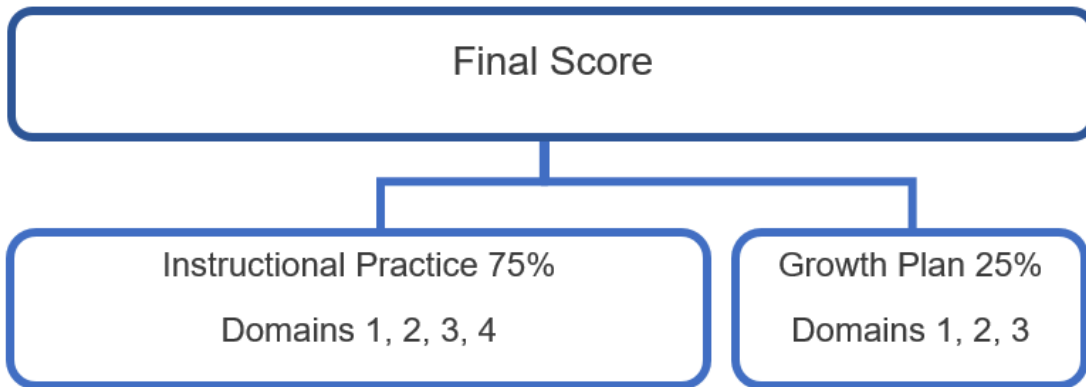 Final Score
Instructional Practice 75%
Domains 1, 2, 3, 4
Growth Plan 25%
Domains 1, 2, 3